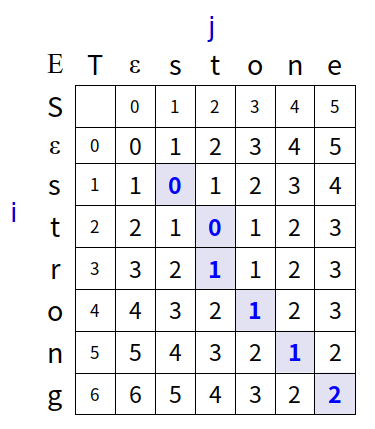 j
E T ε s t o n e
S 0 1 2 3 4 5
ε 0 0 1 2 3 4 5
s 1 1 0 1 2 3 4
i t 2 2 1 0 1 2 3
r 3 3 2 1 1 2 3
o 4 4 3 2 1 2 3
n 5 5 4 3 2 1 2
g 6 6 5 4 3 2 2